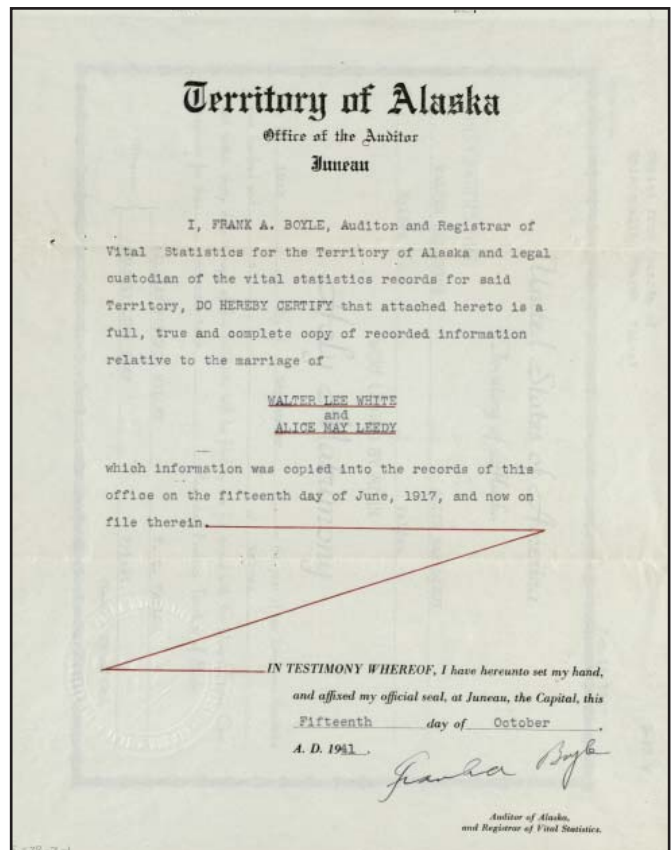 Territory of Alaska
Office of the Auditor
Juneau
I, FRANK A. BOYLE, Auditon and Registrar of
Vital Statistics for the Territory of Alaska and legal
custodian of the vital statistics records for said
Territory, DO HEREBY CERTIFY that attached hereto is a
full, true and complete copy of recorded information
relative to the marriage of
WALTER LEE WHITE
and
ALICE MAY LEEDY
which information was copied into the records of this
office on the fifteenth day of June, 1917, and now on
file therein.
IN TESTIMONY WHEREOF, I have hereunto set my hand,
and affixed my official seal, at Juneau, the Capital, this
Fifteenth day of October,
A. D. 1941.
Frank A Boyle
Auditor of Alaska,
and Registrar of Vital Statistics.